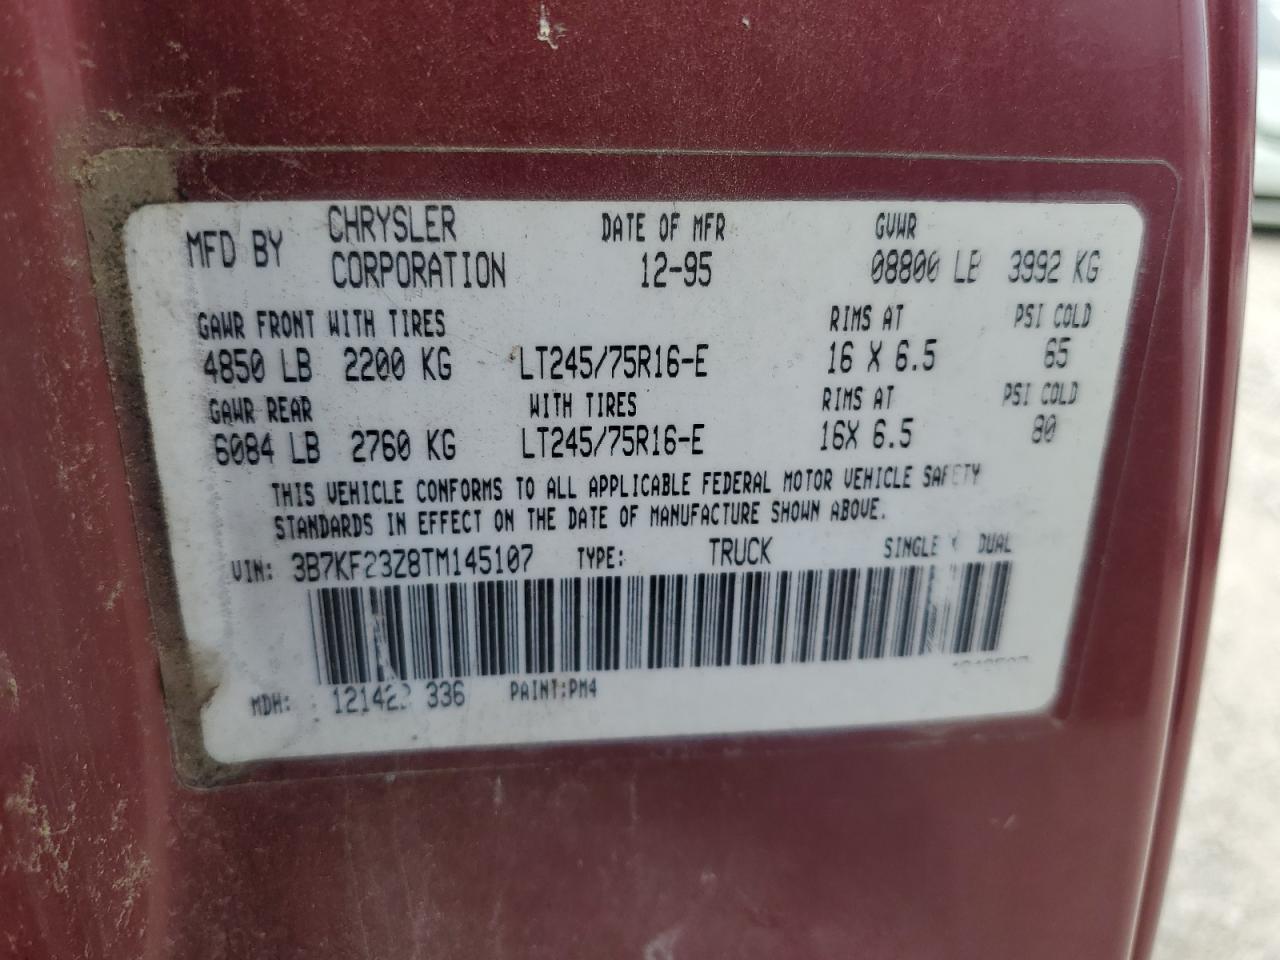 MFD BY CHRYSLER CORPORATION DATE OF MFR 12-95 GVWR 08800 LB 3992 KG
GAWR FRONT WITH TIRES RIMS AT PSI COLD
4850 LB 2200 KG LT245/75R16-E 16 X 6.5 65
GAWR REAR WITH TIRES RIMS AT PSI COLD
6084 LB 2760 KG LT245/75R16-E 16X 6.5 80
THIS VEHICLE CONFORMS TO ALL APPLICABLE FEDERAL MOTOR VEHICLE SAFETY
STANDARDS IN EFFECT ON THE DATE OF MANUFACTURE SHOWN ABOVE.
VIN: 3B7KF23Z8TM145107 TYPE: TRUCK SINGLE X DUAL
MDH: 336 PAINT:PM4